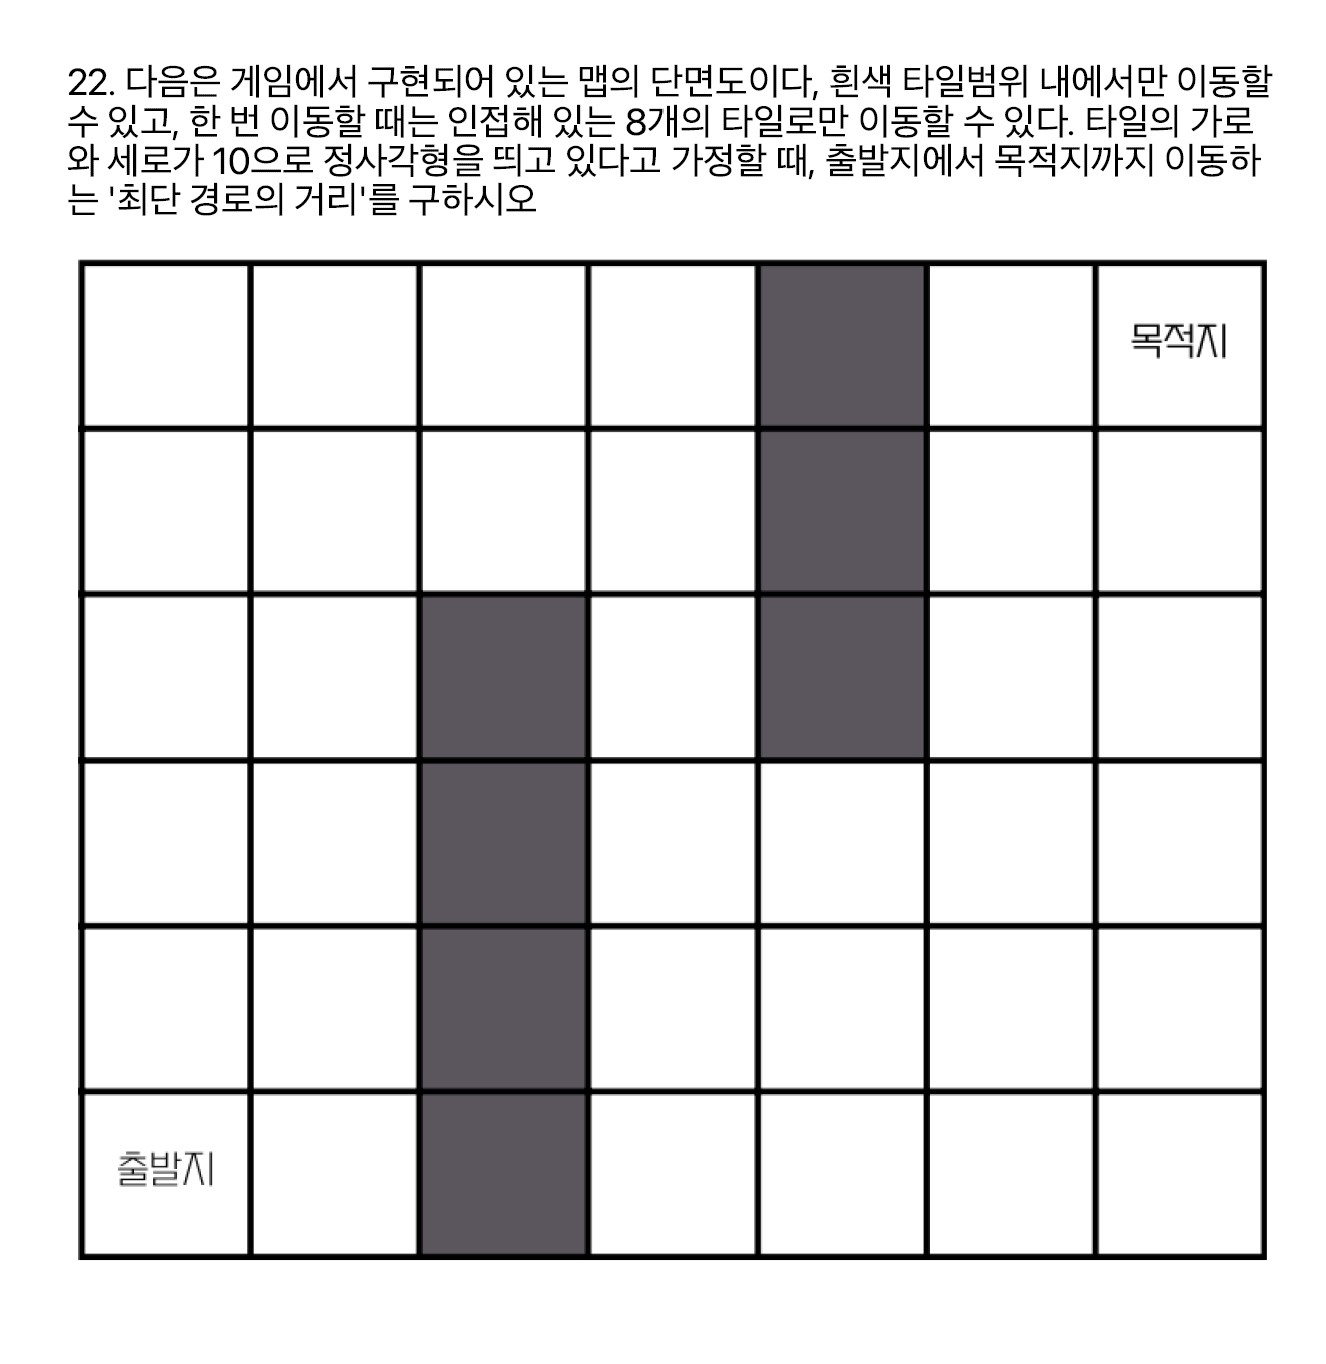 22. 다음은 게임에서 구현되어 있는 맵의 단면도이다, 흰색 타일범위 내에서만 이동할
수 있고, 한 번 이동할 때는 인접해 있는 8개의 타일로만 이동할 수 있다. 타일의 가로
와 세로가 10으로 정사각형을 띄고 있다고 가정할 때, 출발지에서 목적지까지 이동하
는 '최단 경로의 거리'를 구하시오
목적지
출발지